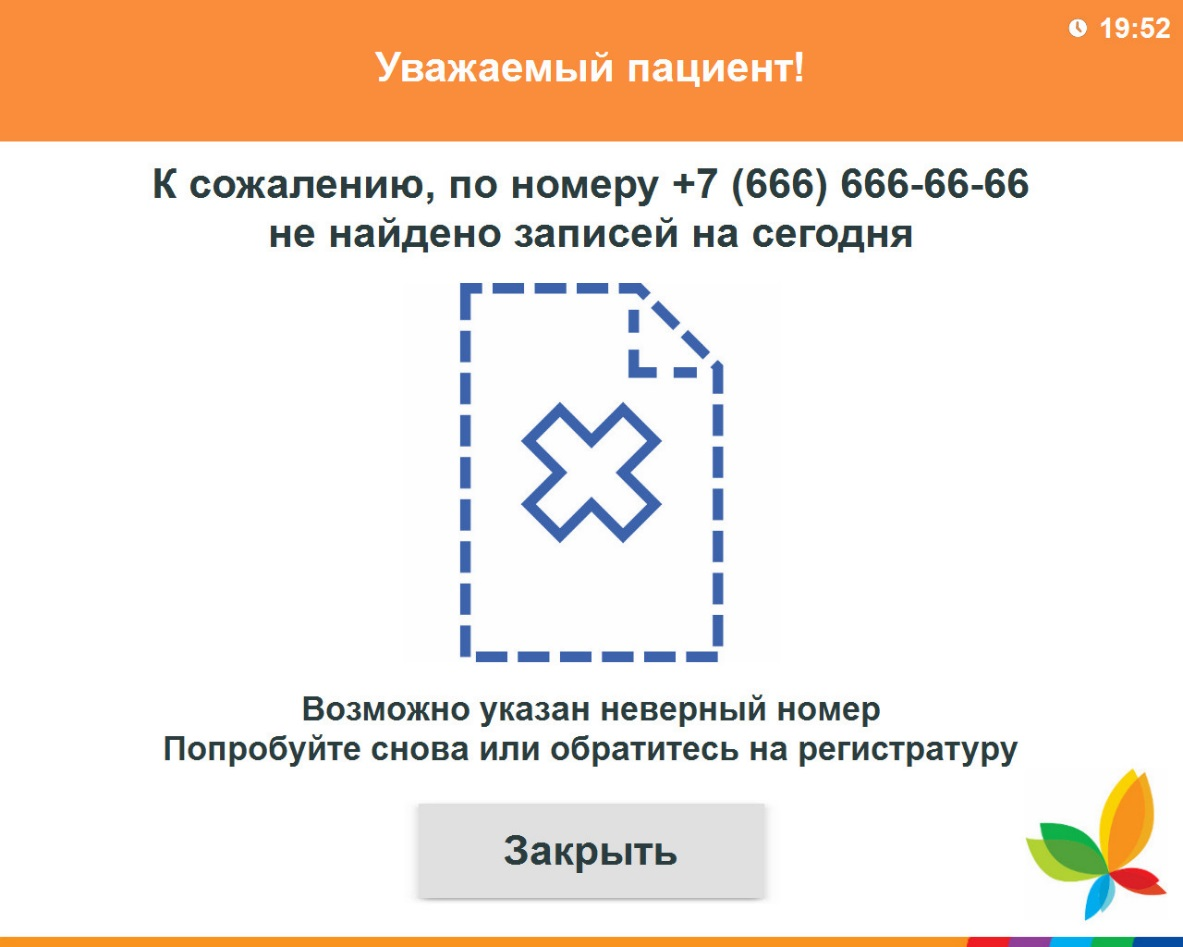 19:52
Уважаемый пациент!
К сожалению, по номеру +7 (666) 666-66-66
не найдено записей на сегодня
Возможно указан неверный номер
Попробуйте снова или обратитесь на регистратуру
Закрыть